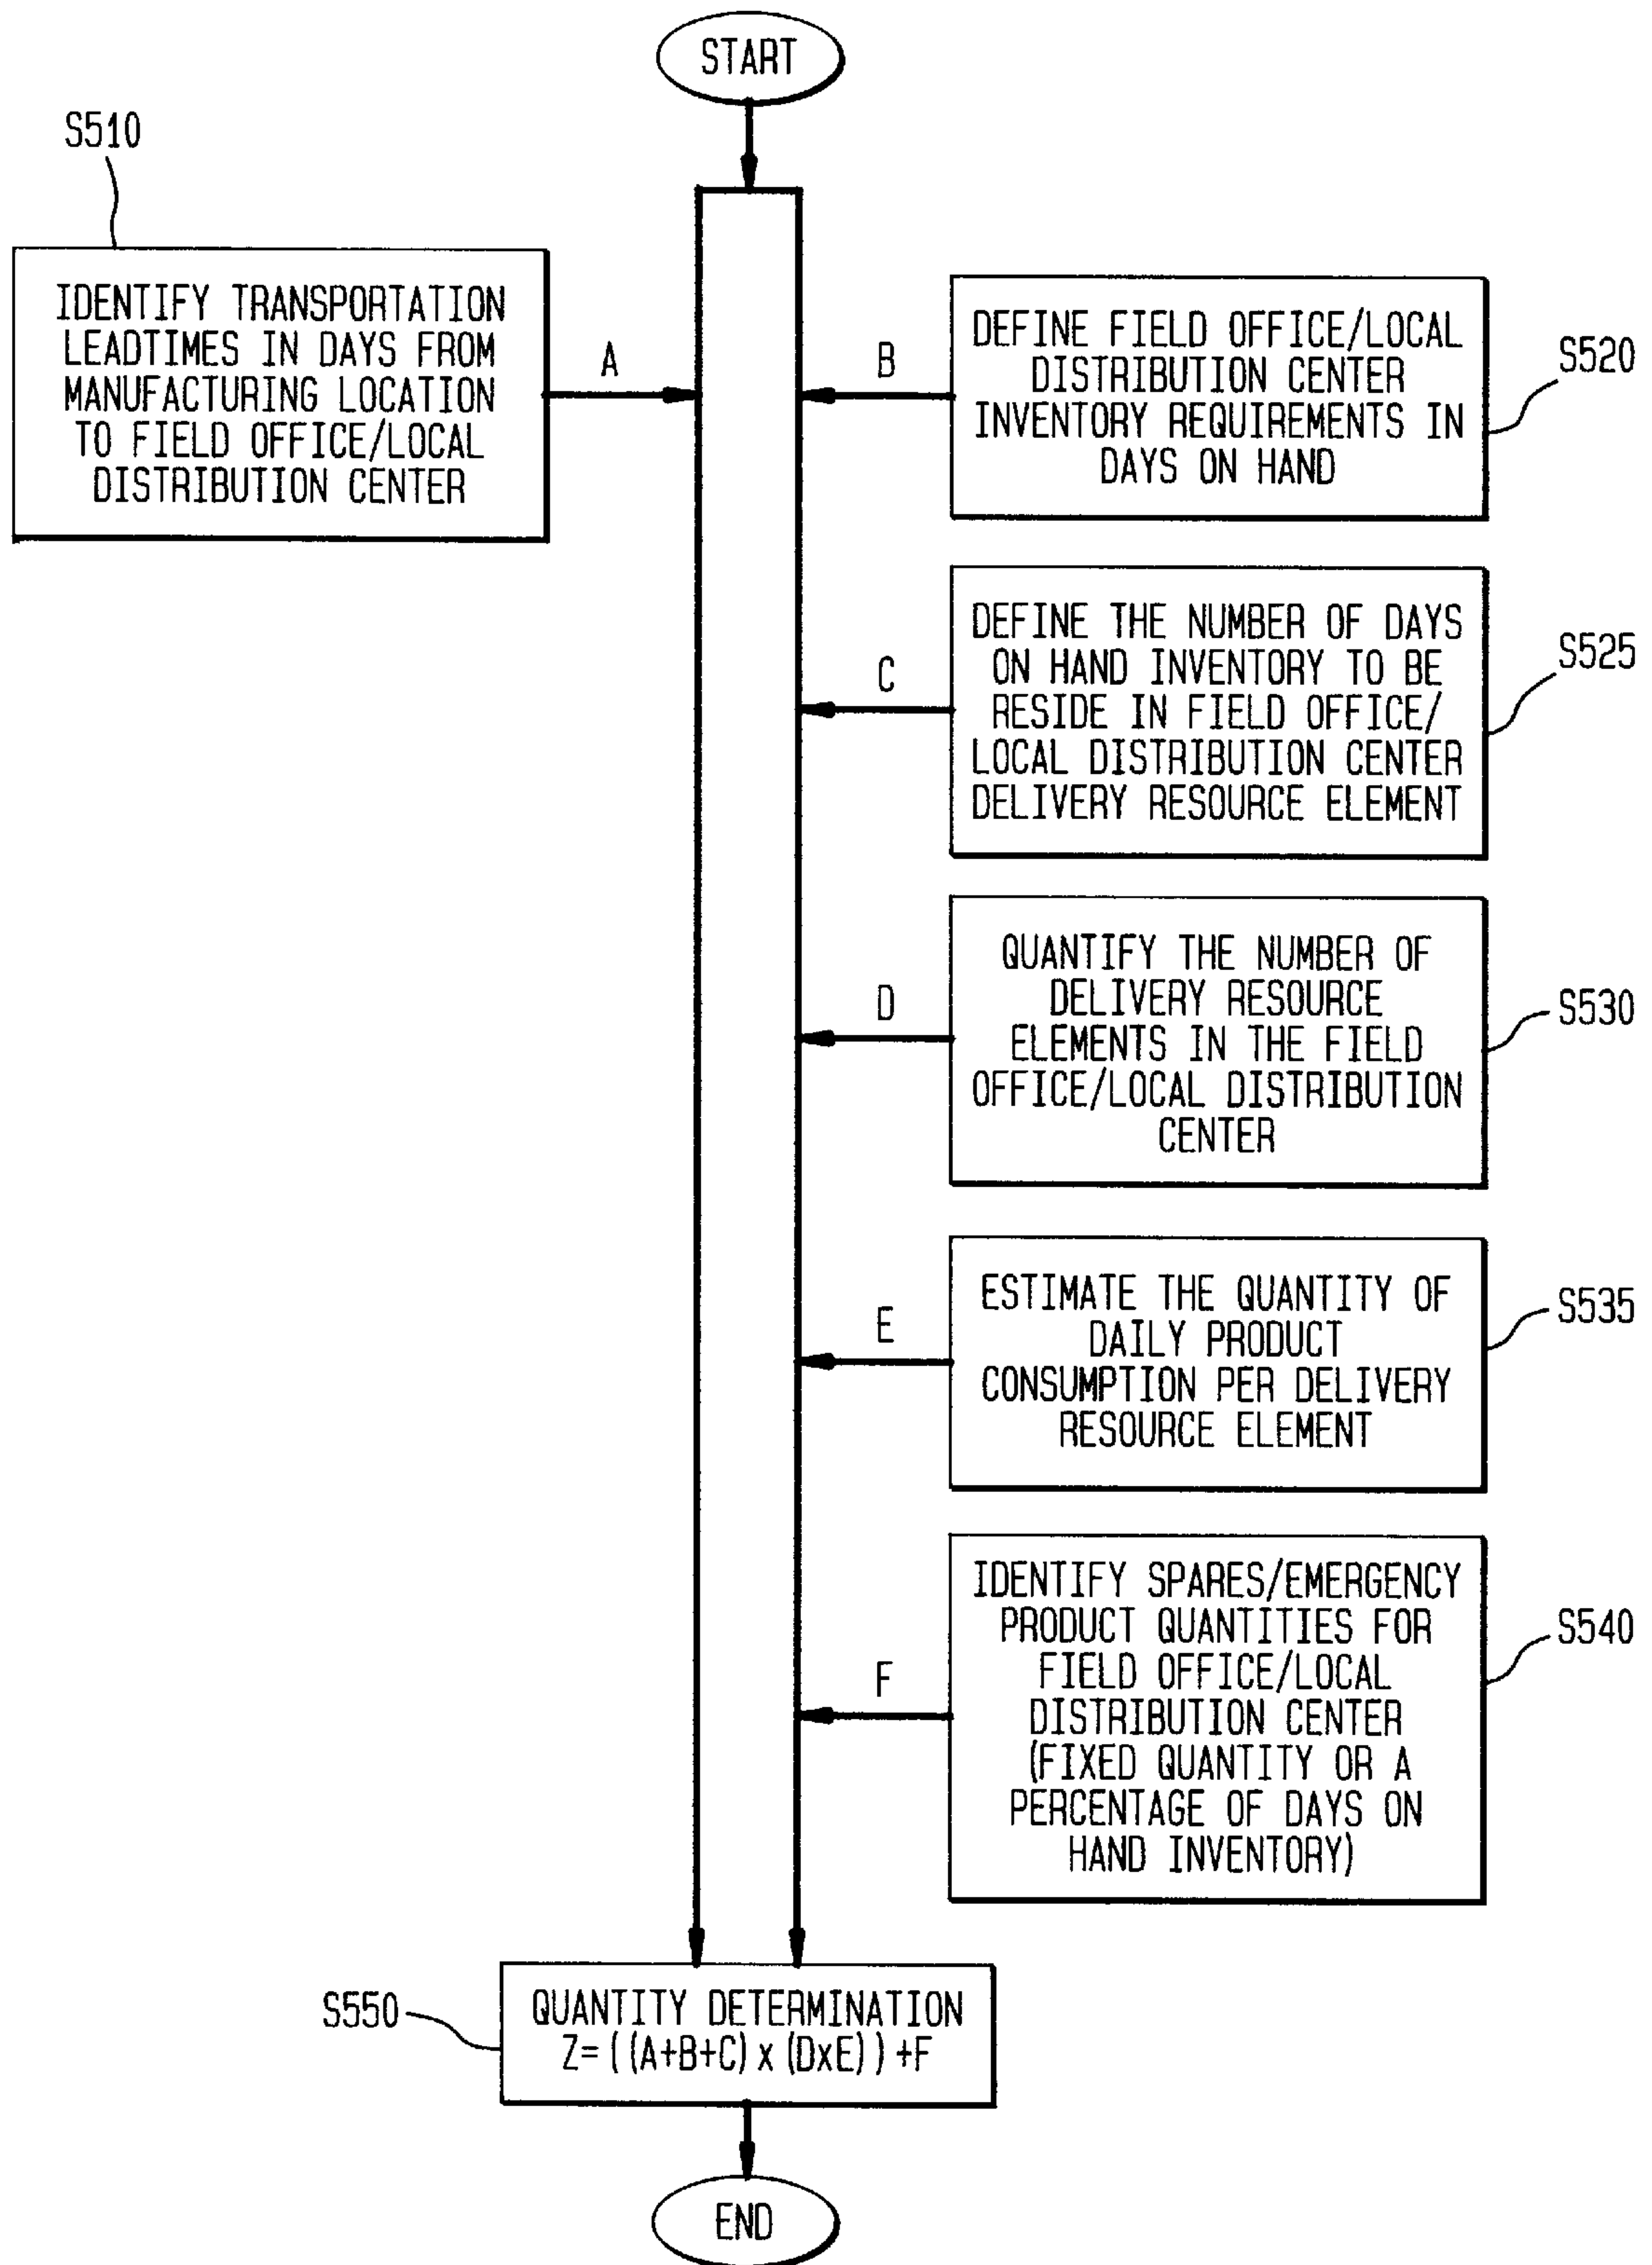 START
S510
IDENTIFY TRANSPORTATION
LEADTIMES IN DAYS FROM
MANUFACTURING LOCATION
TO FIELD OFFICE/LOCAL
DISTRIBUTION CENTER
A
B
DEFINE FIELD OFFICE/LOCAL
DISTRIBUTION CENTER
INVENTORY REQUIREMENTS IN
DAYS ON HAND
S520
C
DEFINE THE NUMBER OF DAYS
ON HAND INVENTORY TO BE
RESIDE IN FIELD OFFICE/
LOCAL DISTRIBUTION CENTER
DELIVERY RESOURCE ELEMENT
S525
D
QUANTIFY THE NUMBER OF
DELIVERY RESOURCE
ELEMENTS IN THE FIELD
OFFICE/LOCAL DISTRIBUTION
CENTER
S530
E
ESTIMATE THE QUANTITY OF
DAILY PRODUCT
CONSUMPTION PER DELIVERY
RESOURCE ELEMENT
S535
F
IDENTIFY SPARES/EMERGENCY
PRODUCT QUANTITIES FOR
FIELD OFFICE/LOCAL
DISTRIBUTION CENTER
(FIXED QUANTITY OR A
PERCENTAGE OF DAYS ON
HAND INVENTORY)
S540
S550
QUANTITY DETERMINATION
Z=((A+B+C)x(DxE))+F
END